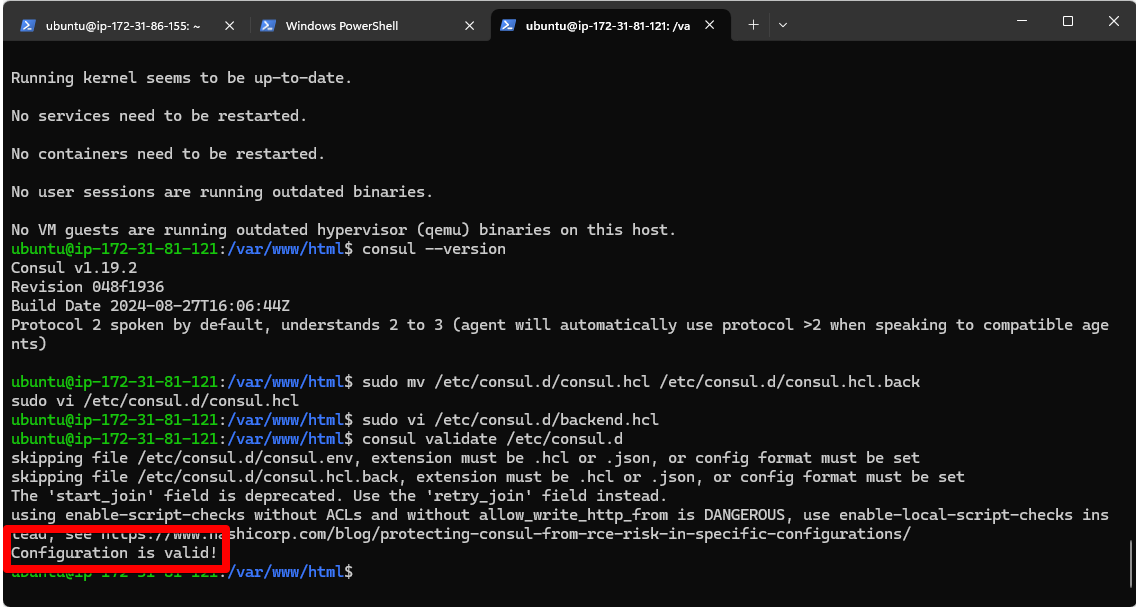 ubuntu@ip-172-31-86-155: ~
Windows PowerShell
ubuntu@ip-172-31-81-121: /va
Running kernel seems to be up-to-date.
No services need to be restarted.
No containers need to be restarted.
No user sessions are running outdated binaries.
No VM guests are running outdated hypervisor (qemu) binaries on this host.
ubuntu@ip-172-31-81-121:/var/www/html$ consul --version
Consul v1.19.2
Revision 048f1936
Build Date 2024-08-27T16:06:44Z
Protocol 2 spoken by default, understands 2 to 3 (agent will automatically use protocol >2 when speaking to compatible age
nts)
ubuntu@ip-172-31-81-121:/var/www/html$ sudo mv /etc/consul.d/consul.hcl /etc/consul.d/consul.hcl.back
sudo vi /etc/consul.d/consul.hcl
ubuntu@ip-172-31-81-121:/var/www/html$ sudo vi /etc/consul.d/backend.hcl
ubuntu@ip-172-31-81-121:/var/www/html$ consul validate /etc/consul.d
skipping file /etc/consul.d/consul.env, extension must be .hcl or .json, or config format must be set
skipping file /etc/consul.d/consul.hcl.back, extension must be .hcl or .json, or config format must be set
The 'start_join' field is deprecated. Use the 'retry_join' field instead.
using enable-script-checks without ACLs and without allow_write_http_from is DANGEROUS, use enable-local-script-checks ins
tead, see https://www.hashicorp.com/blog/protecting-consul-from-rce-risk-in-specific-configurations/
Configuration is valid!
ubuntu@ip-172-31-81-121:/var/www/html$